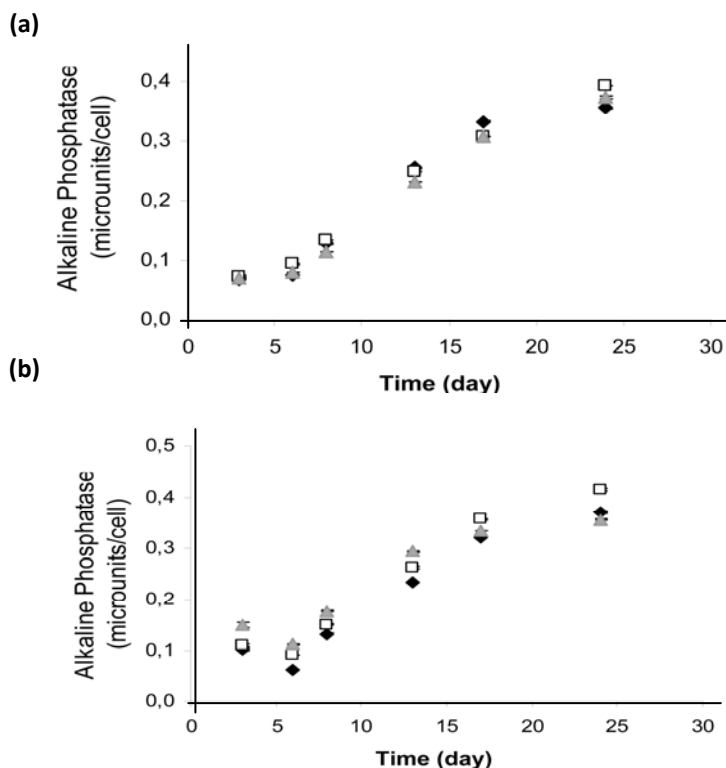 (a)
Alkaline Phosphatase
(microunits/cell)
0,4
0,3
0,2
0,1
0,0
0 5 10 15 20 25 30
Time (day)
(b)
Alkaline Phosphatase
(microunits/cell)
0,5
0,4
0,3
0,2
0,1
0,0
0 5 10 15 20 25 30
Time (day)